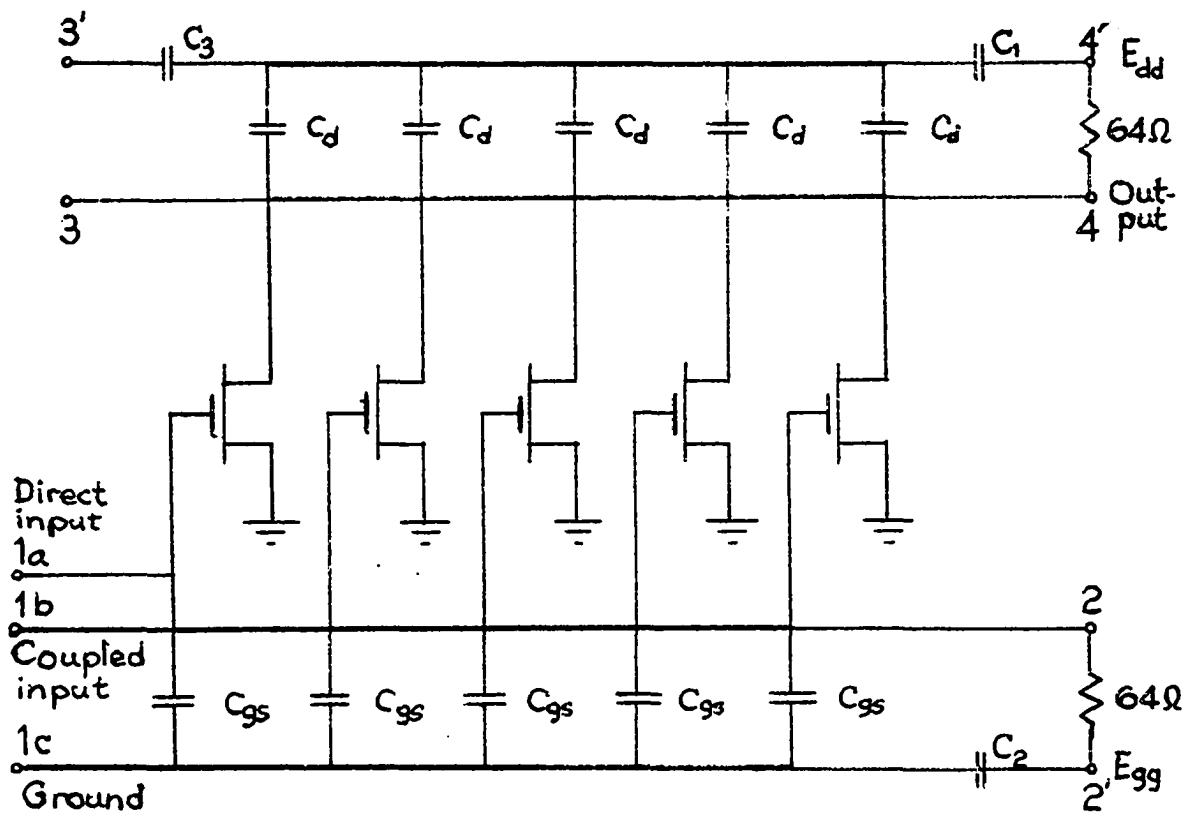 3'
C3
C1
4'
Edd
Cd
Cd
Cd
Cd
Cd
64Ω
3
Out-
put
4
Direct
input
1a
1b
2
Coupled
input
Cgs
Cgs
Cgs
Cgs
Cgs
64Ω
1c
C2
Egg
2'
Ground